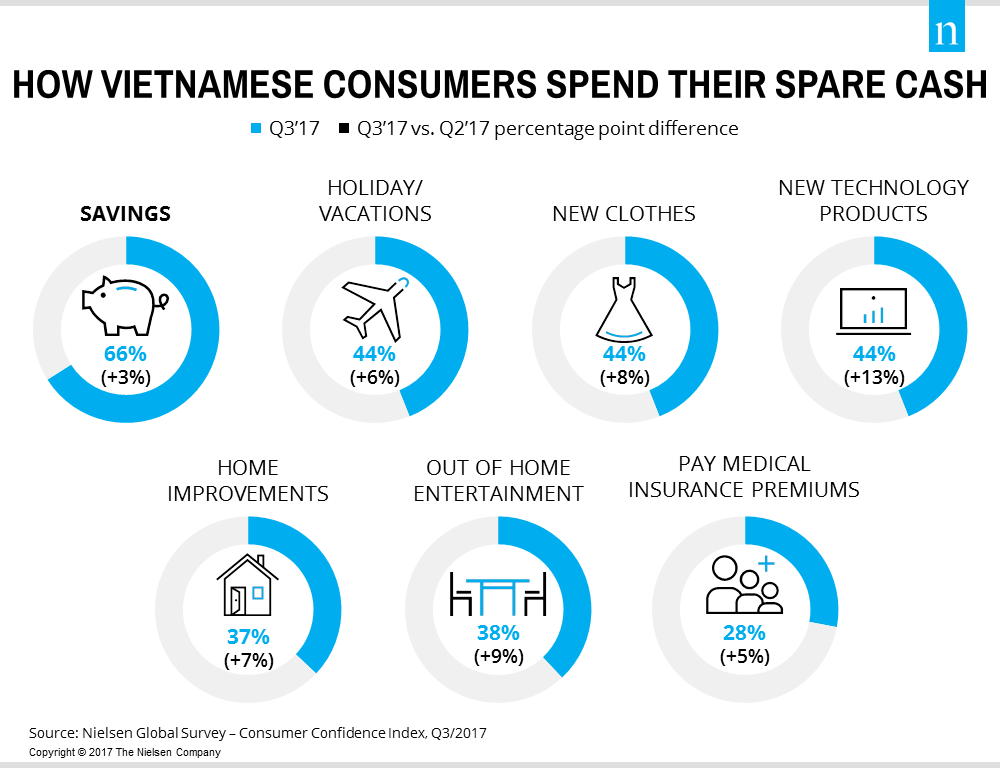 n
HOW VIETNAMESE CONSUMERS SPEND THEIR SPARE CASH
Q3’17 Q3’17 vs. Q2’17 percentage point difference
SAVINGS
66%
(+3%)
HOLIDAY/
VACATIONS
44%
(+6%)
NEW CLOTHES
44%
(+8%)
NEW TECHNOLOGY
PRODUCTS
44%
(+13%)
HOME
IMPROVEMENTS
37%
(+7%)
OUT OF HOME
ENTERTAINMENT
38%
(+9%)
PAY MEDICAL
INSURANCE PREMIUMS
28%
(+5%)
Source: Nielsen Global Survey – Consumer Confidence Index, Q3/2017
Copyright © 2017 The Nielsen Company